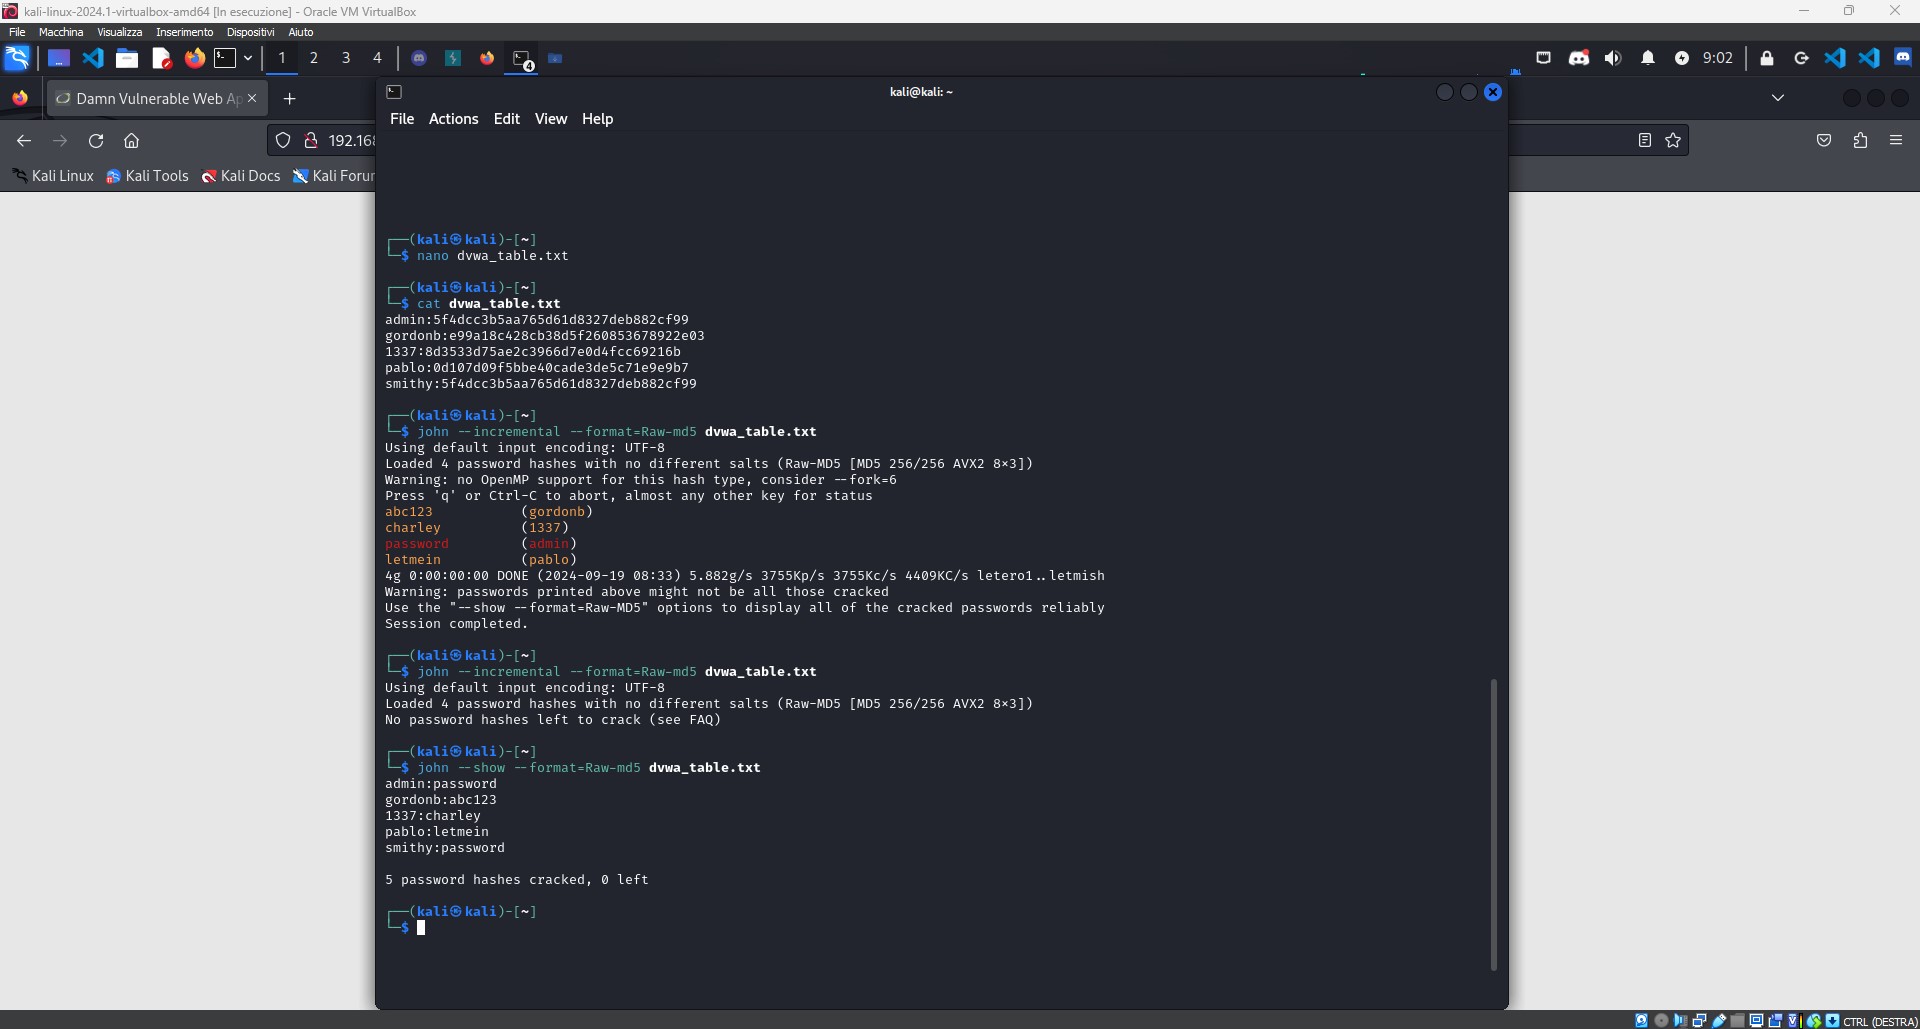 kali-linux-2024.1-virtualbox-amd64 [In esecuzione] - Oracle VM VirtualBox
File Macchina Visualizza Inserimento Dispositivi Aiuto
1 2 3 4 4 9:02
Damn Vulnerable Web Ap
kali@kali: ~
File Actions Edit View Help
192.168
Kali Linux Kali Tools Kali Docs Kali Forum
┌──(kali㉿kali)-[~]
└─$ nano dvwa_table.txt
┌──(kali㉿kali)-[~]
└─$ cat dvwa_table.txt
admin:5f4dcc3b5aa765d61d8327deb882cf99
gordonb:e99a18c428cb38d5f260853678922e03
1337:8d3533d75ae2c3966d7e0d4fcc69216b
pablo:0d107d09f5bbe40cade3de5c71e9e9b7
smithy:5f4dcc3b5aa765d61d8327deb882cf99
┌──(kali㉿kali)-[~]
└─$ john --incremental --format=Raw-md5 dvwa_table.txt
Using default input encoding: UTF-8
Loaded 4 password hashes with no different salts (Raw-MD5 [MD5 256/256 AVX2 8×3])
Warning: no OpenMP support for this hash type, consider --fork=6
Press 'q' or Ctrl-C to abort, almost any other key for status
abc123 (gordonb)
charley (1337)
password (admin)
letmein (pablo)
4g 0:00:00:00 DONE (2024-09-19 08:33) 5.882g/s 3755Kp/s 3755Kc/s 4409KC/s letero1..letmish
Warning: passwords printed above might not be all those cracked
Use the "--show --format=Raw-MD5" options to display all of the cracked passwords reliably
Session completed.
┌──(kali㉿kali)-[~]
└─$ john --incremental --format=Raw-md5 dvwa_table.txt
Using default input encoding: UTF-8
Loaded 4 password hashes with no different salts (Raw-MD5 [MD5 256/256 AVX2 8×3])
No password hashes left to crack (see FAQ)
┌──(kali㉿kali)-[~]
└─$ john --show --format=Raw-md5 dvwa_table.txt
admin:password
gordonb:abc123
1337:charley
pablo:letmein
smithy:password
5 password hashes cracked, 0 left
┌──(kali㉿kali)-[~]
└─$
CTRL (DESTRA)